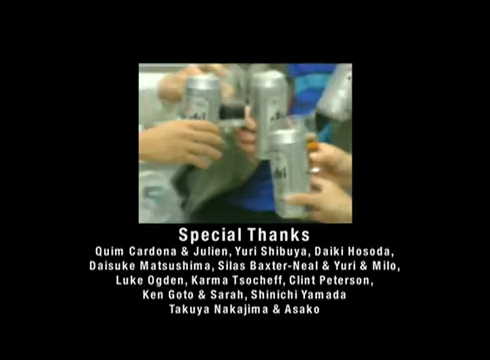 Special Thanks
Quim Cardona & Julien, Yuri Shibuya, Daiki Hosoda,
Daisuke Matsushima, Silas Baxter-Neal & Yuri & Milo,
Luke Ogden, Karma Tsocheff, Clint Peterson,
Ken Goto & Sarah, Shinichi Yamada
Takuya Nakajima & Asako